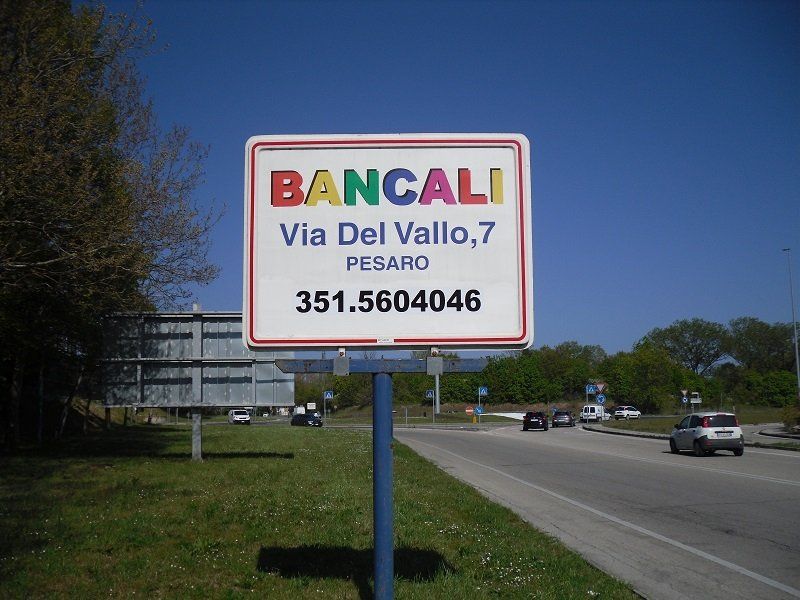 BANCALI
Via Del Vallo,7
PESARO
351.5604046